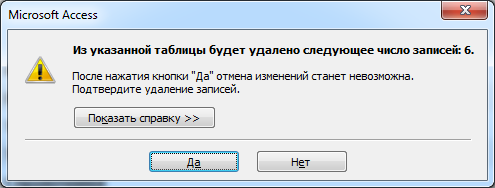 Microsoft Access
Из указанной таблицы будет удалено следующее число записей: 6.
После нажатия кнопки "Да" отмена изменений станет невозможна.
Подтвердите удаление записей.
Показать справку >>
Да
Нет